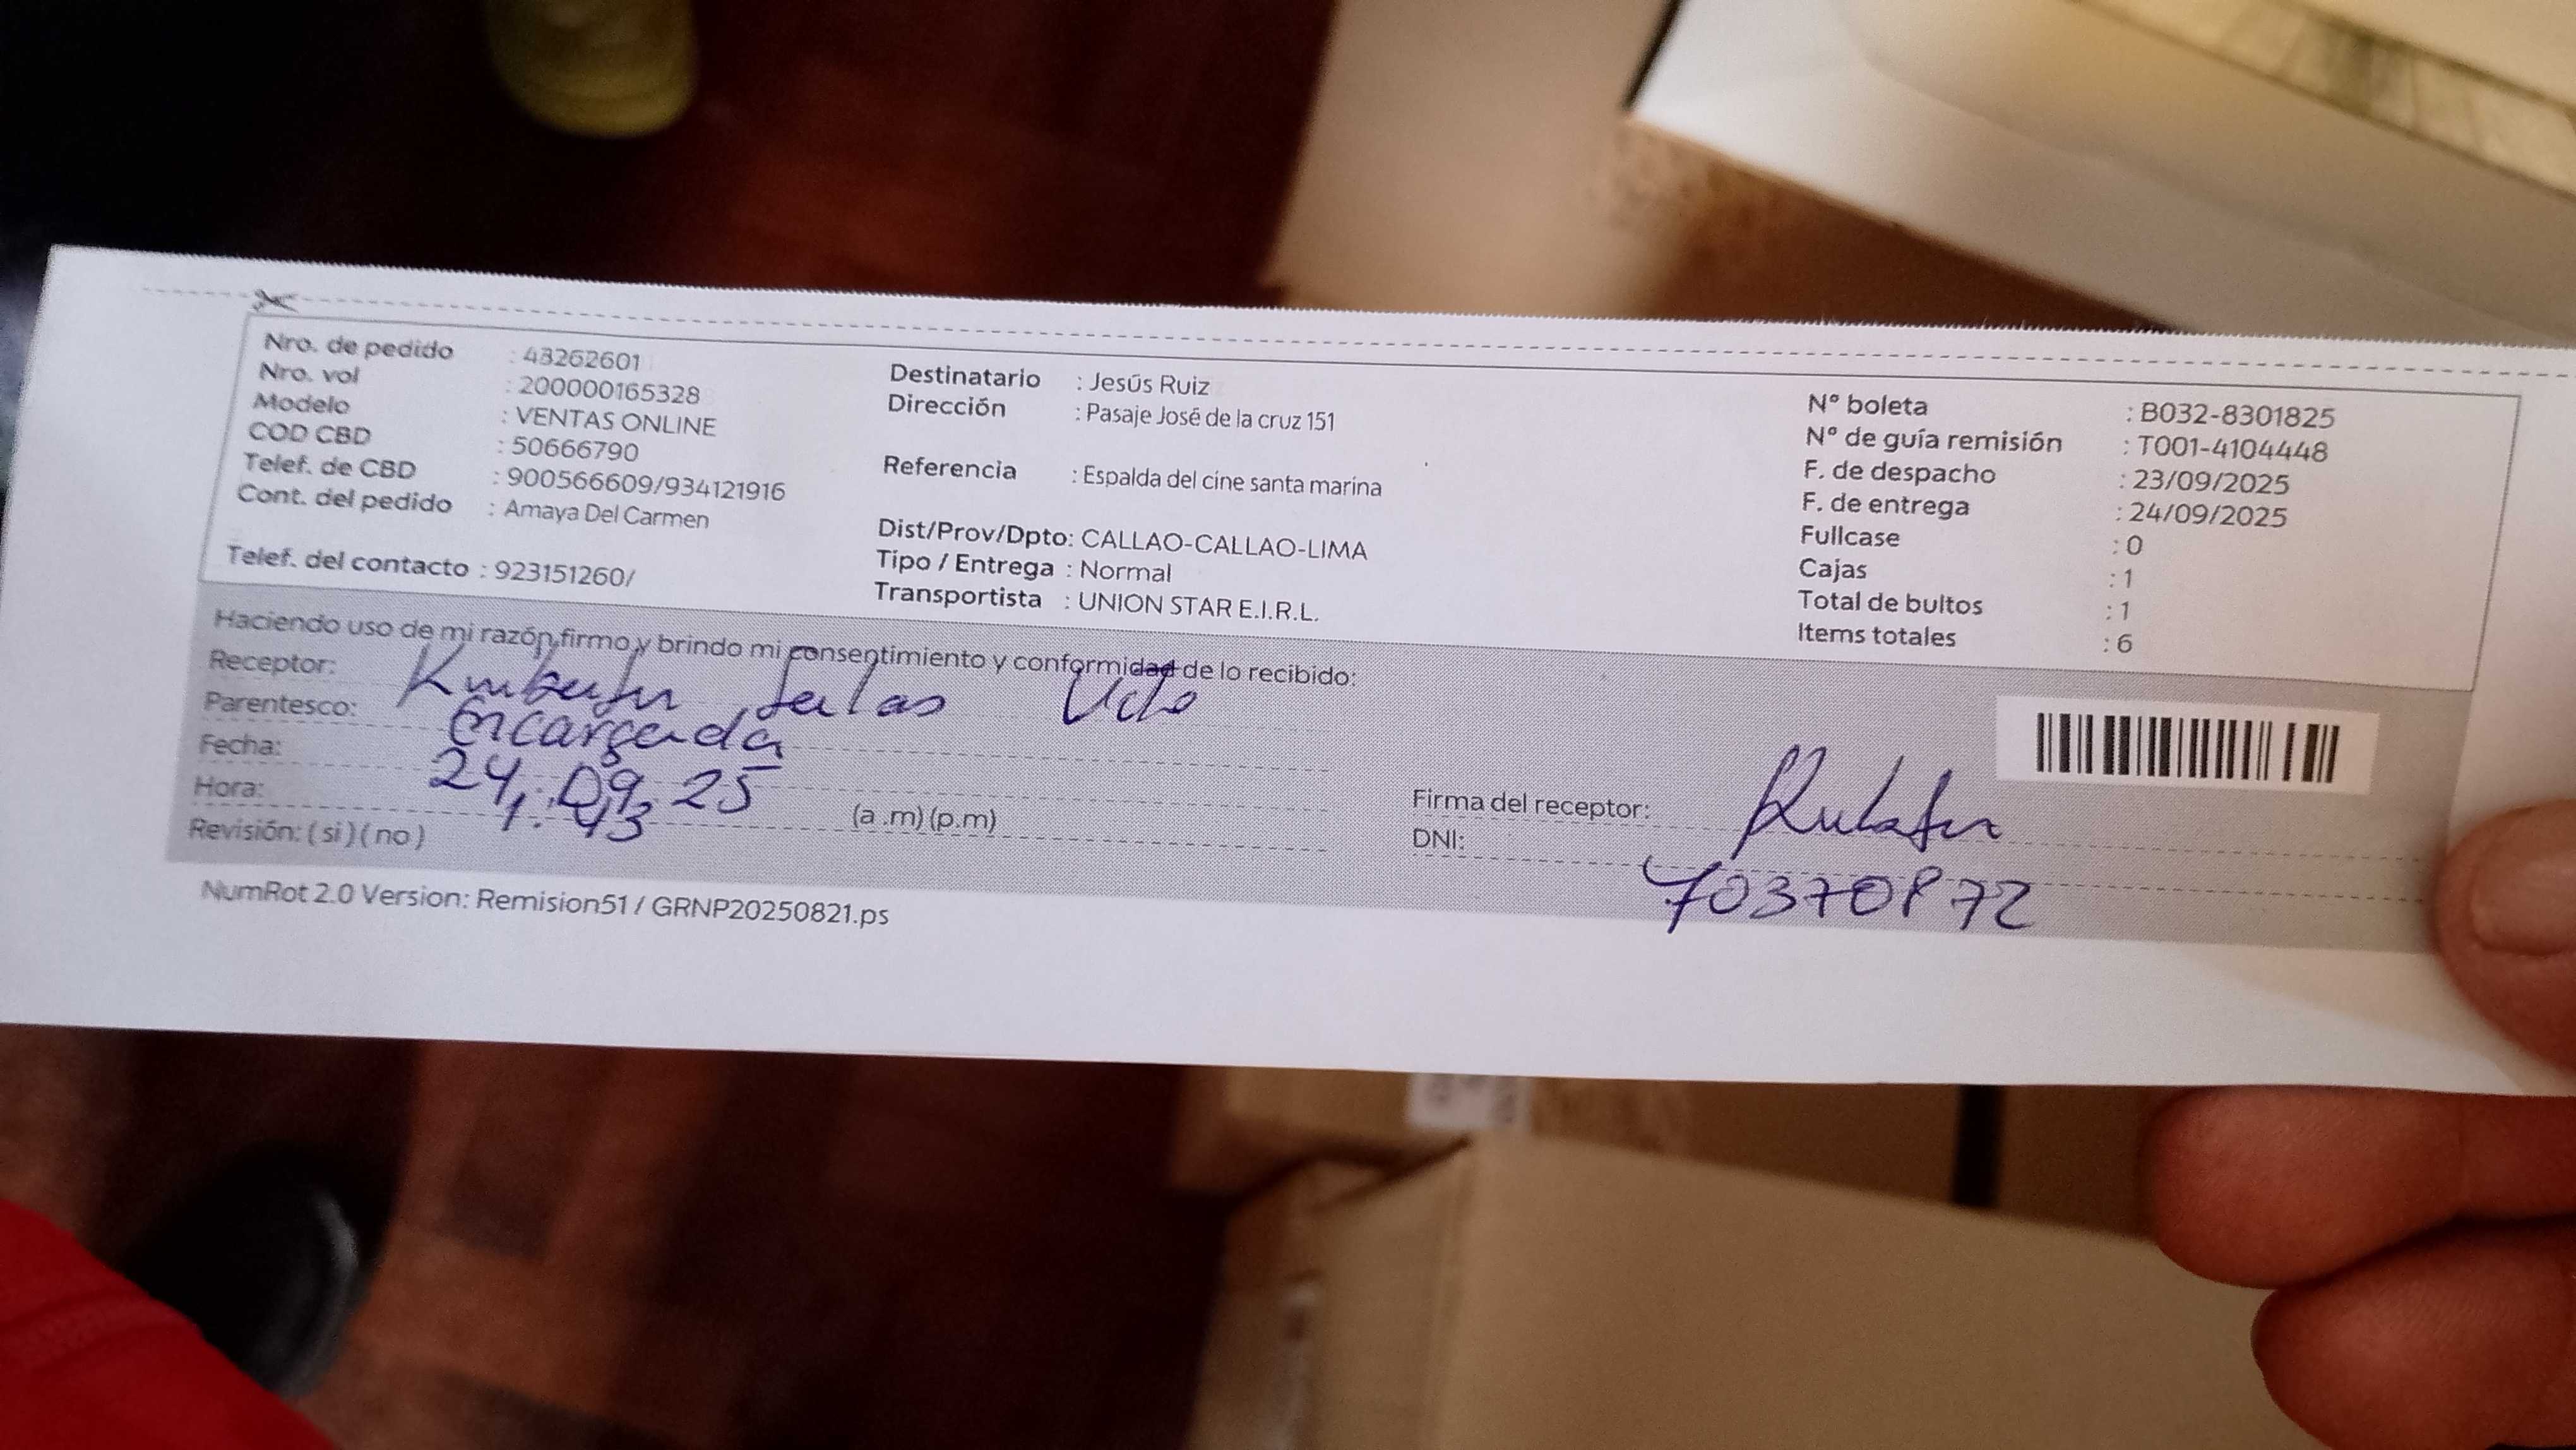 Nro. de pedido : 43262601
Nro. vol : 200000165328
Modelo : VENTAS ONLINE
COD CBD : 50666790
Telef. de CBD : 900566609/934121916
Cont. del pedido : Amaya Del Carmen
Telef. del contacto : 923151260/
Destinatario : Jesús Ruiz
Dirección : Pasaje José de la cruz 151
Referencia : Espalda del cine santa marina
Dist/Prov/Dpto: CALLAO-CALLAO-LIMA
Tipo / Entrega : Normal
Transportista : UNION STAR E.I.R.L.
N° boleta : B032-8301825
N° de guía remisión : T001-4104448
F. de despacho : 23/09/2025
F. de entrega : 24/09/2025
Fullcase : 0
Cajas : 1
Total de bultos : 1
Items totales : 6
Haciendo uso de mi razón,firmo y brindo mi consentimiento y conformidad de lo recibido:
Receptor: Salas
Parentesco: Encargada
Fecha: 24.09.25
Hora: 1:43 (a .m) (p.m)
Revisión: ( si ) ( no )
Firma del receptor:
DNI: 70370872
NumRot 2.0 Version: Remision51 / GRNP20250821.ps